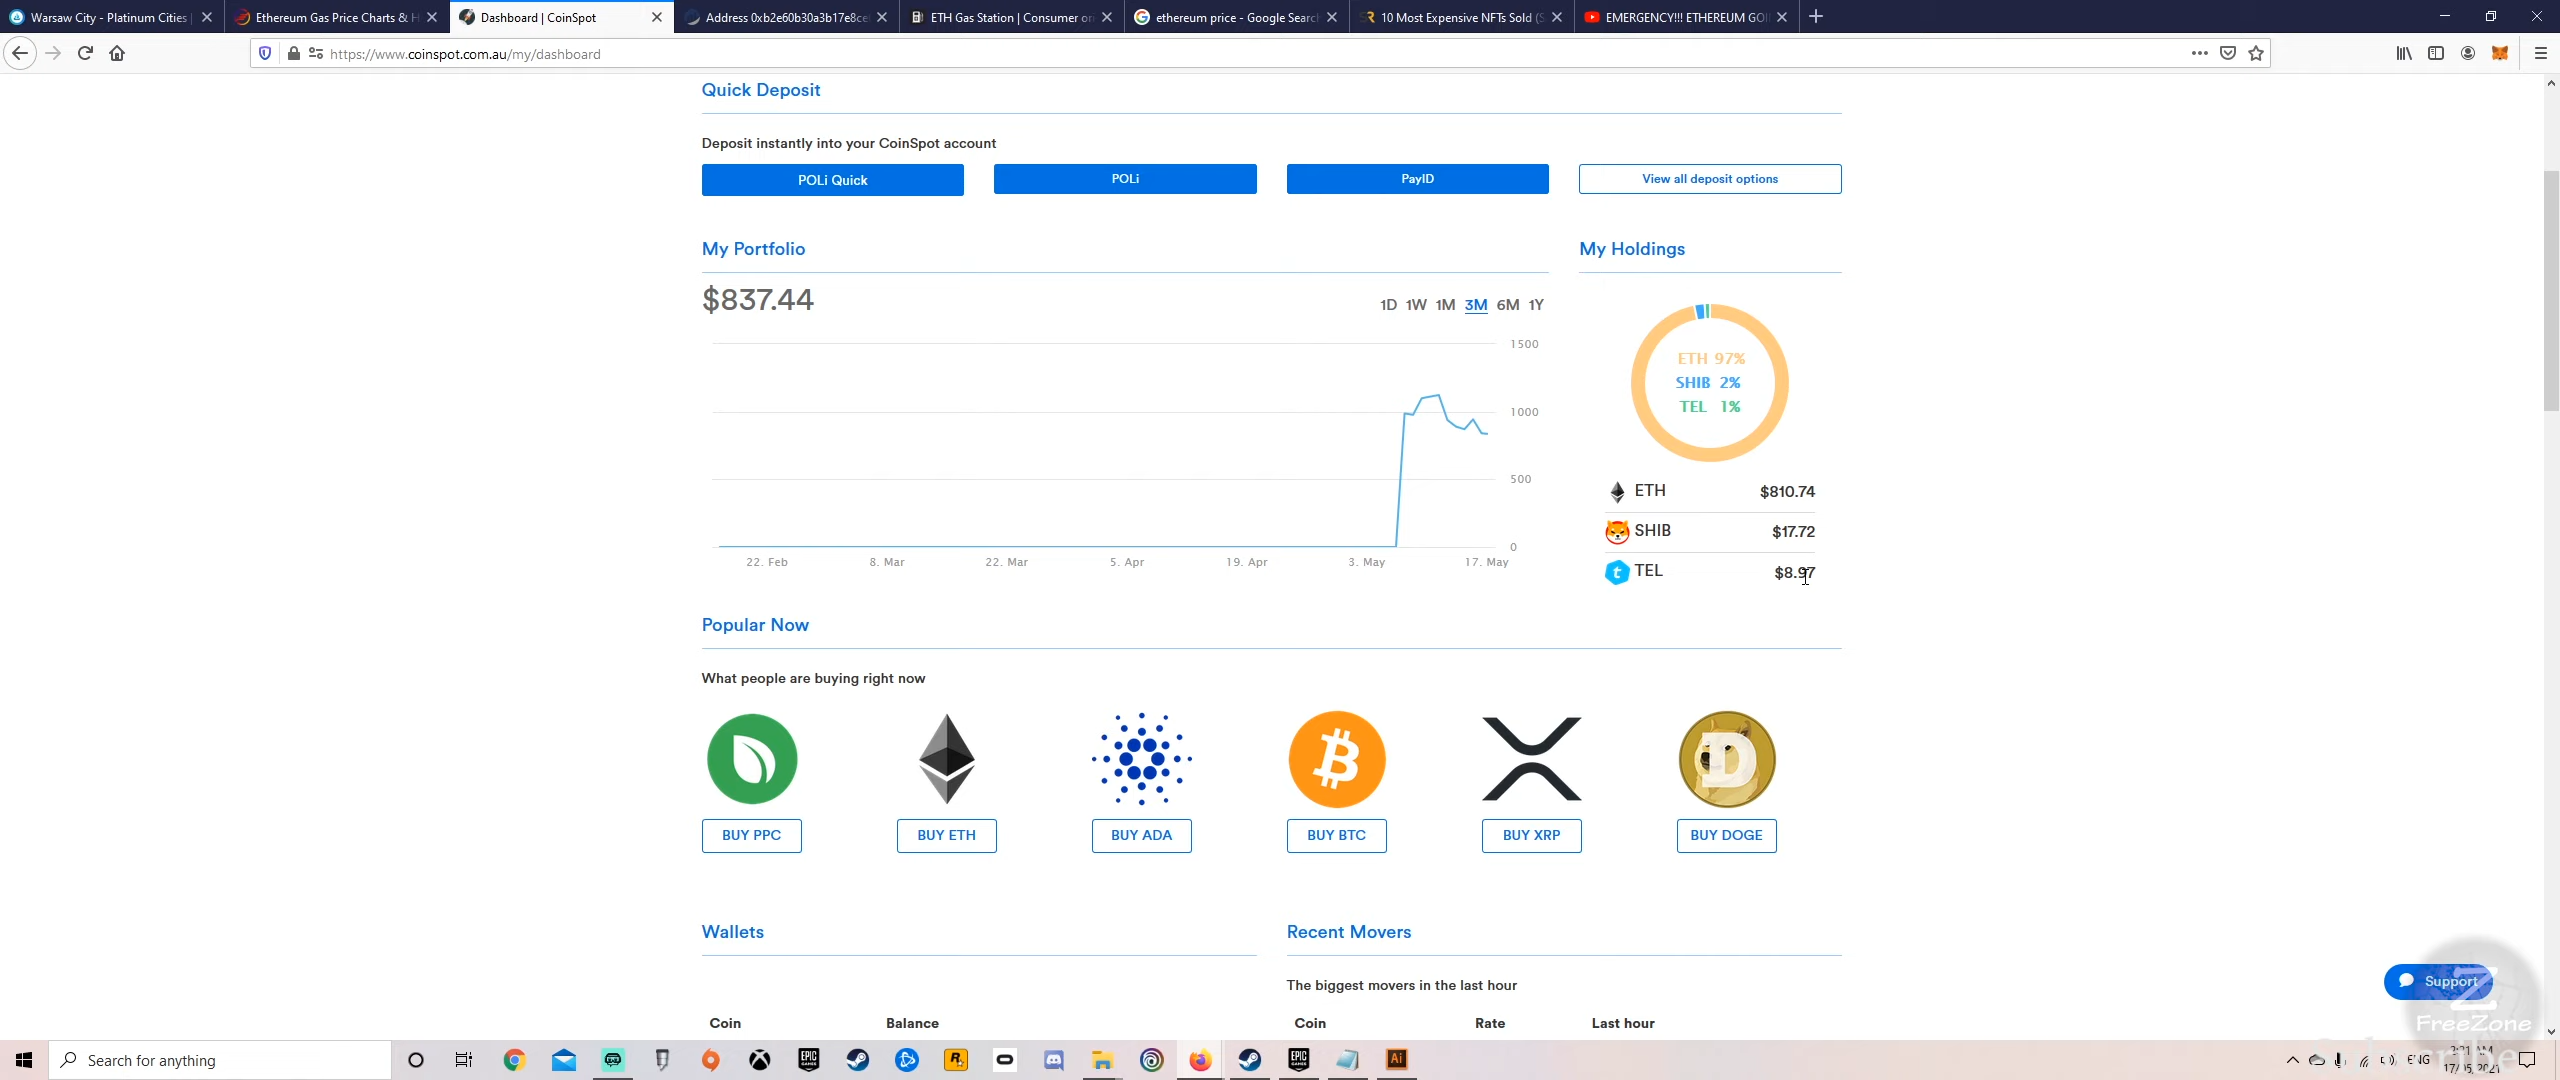 Warsaw City - Platinum Cities
Ethereum Gas Price Charts & H
Dashboard | CoinSpot
Address 0xb2e60b30a3b17e8ce
ETH Gas Station | Consumer or
ethereum price - Google Searc
10 Most Expensive NFTs Sold (S
EMERGENCY!!! ETHEREUM GOI
https://www.coinspot.com.au/my/dashboard
Quick Deposit
Deposit instantly into your CoinSpot account
POLi Quick
POLi
PayID
View all deposit options
My Portfolio
My Holdings
$837.44
1D 1W 1M 3M 6M 1Y
1500
1000
500
0
22. Feb
8. Mar
22. Mar
5. Apr
19. Apr
3. May
17. May
ETH 97%
SHIB 2%
TEL 1%
ETH $810.74
SHIB $17.72
TEL $8.97
Popular Now
What people are buying right now
BUY PPC
BUY ETH
BUY ADA
BUY BTC
BUY XRP
BUY DOGE
Wallets
Recent Movers
The biggest movers in the last hour
Coin Balance
Coin Rate Last hour
Support
FreeZone
Search for anything
ENG